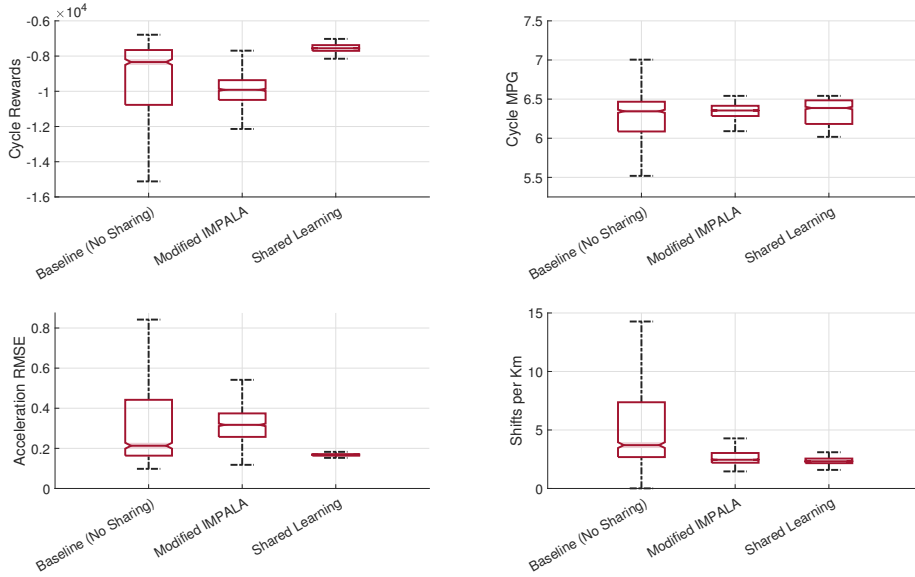 ×10⁴
-0.6
-0.8
-1
-1.2
-1.4
-1.6
Cycle Rewards
Baseline (No Sharing)
Modified IMPALA
Shared Learning
7.5
7
6.5
6
5.5
Cycle MPG
Baseline (No Sharing)
Modified IMPALA
Shared Learning
0.8
0.6
0.4
0.2
0
Acceleration RMSE
Baseline (No Sharing)
Modified IMPALA
Shared Learning
15
10
5
0
Shifts per Km
Baseline (No Sharing)
Modified IMPALA
Shared Learning